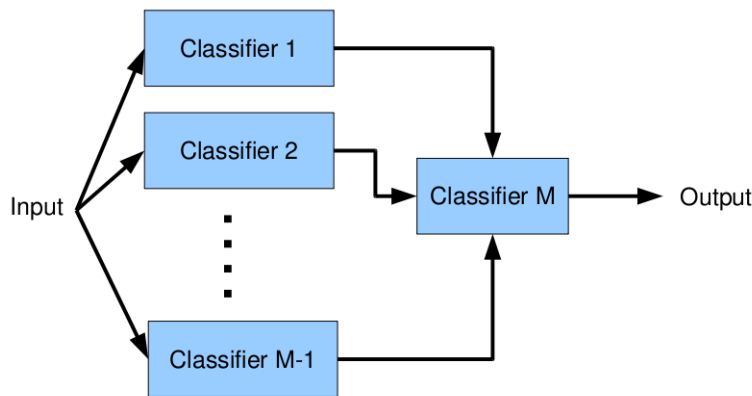 Classifier 1
Classifier 2
Input
Classifier M
Output
Classifier M-1